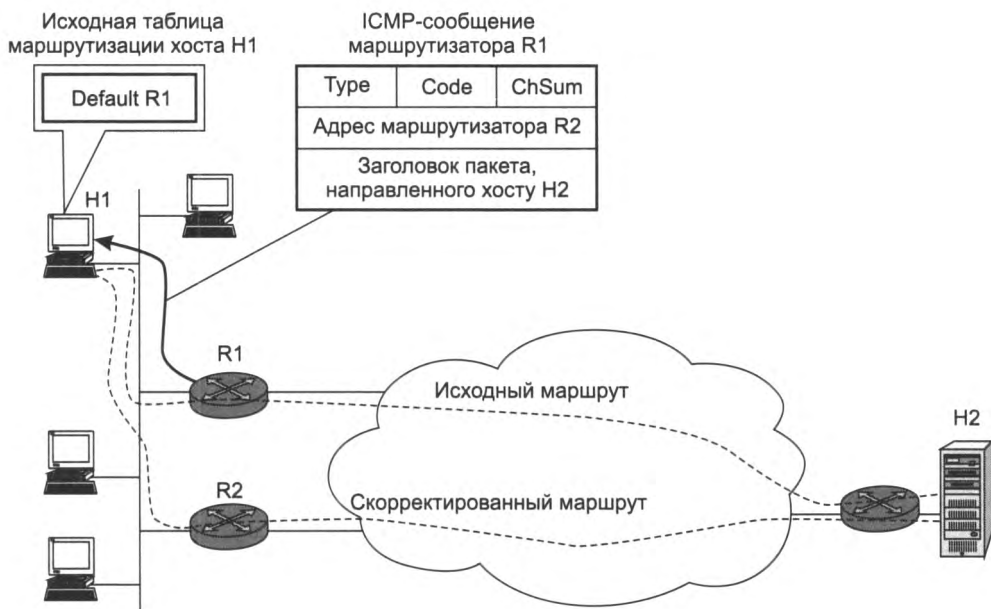 Исходная таблица
маршрутизации хоста H1
Default R1
ICMP-сообщение
маршрутизатора R1
Type Code ChSum
Адрес маршрутизатора R2
Заголовок пакета,
направленного хосту H2
H1
R1
Исходный маршрут
H2
R2
Скорректированный маршрут